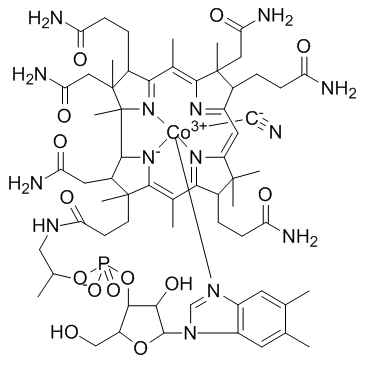 H₂N O NH₂
O
H₂N O NH₂
O
N N
Co³⁺ C⁻ N
N⁻ N
O
H₂N
O O
HN NH₂
O P O OH
O O N
HO O N